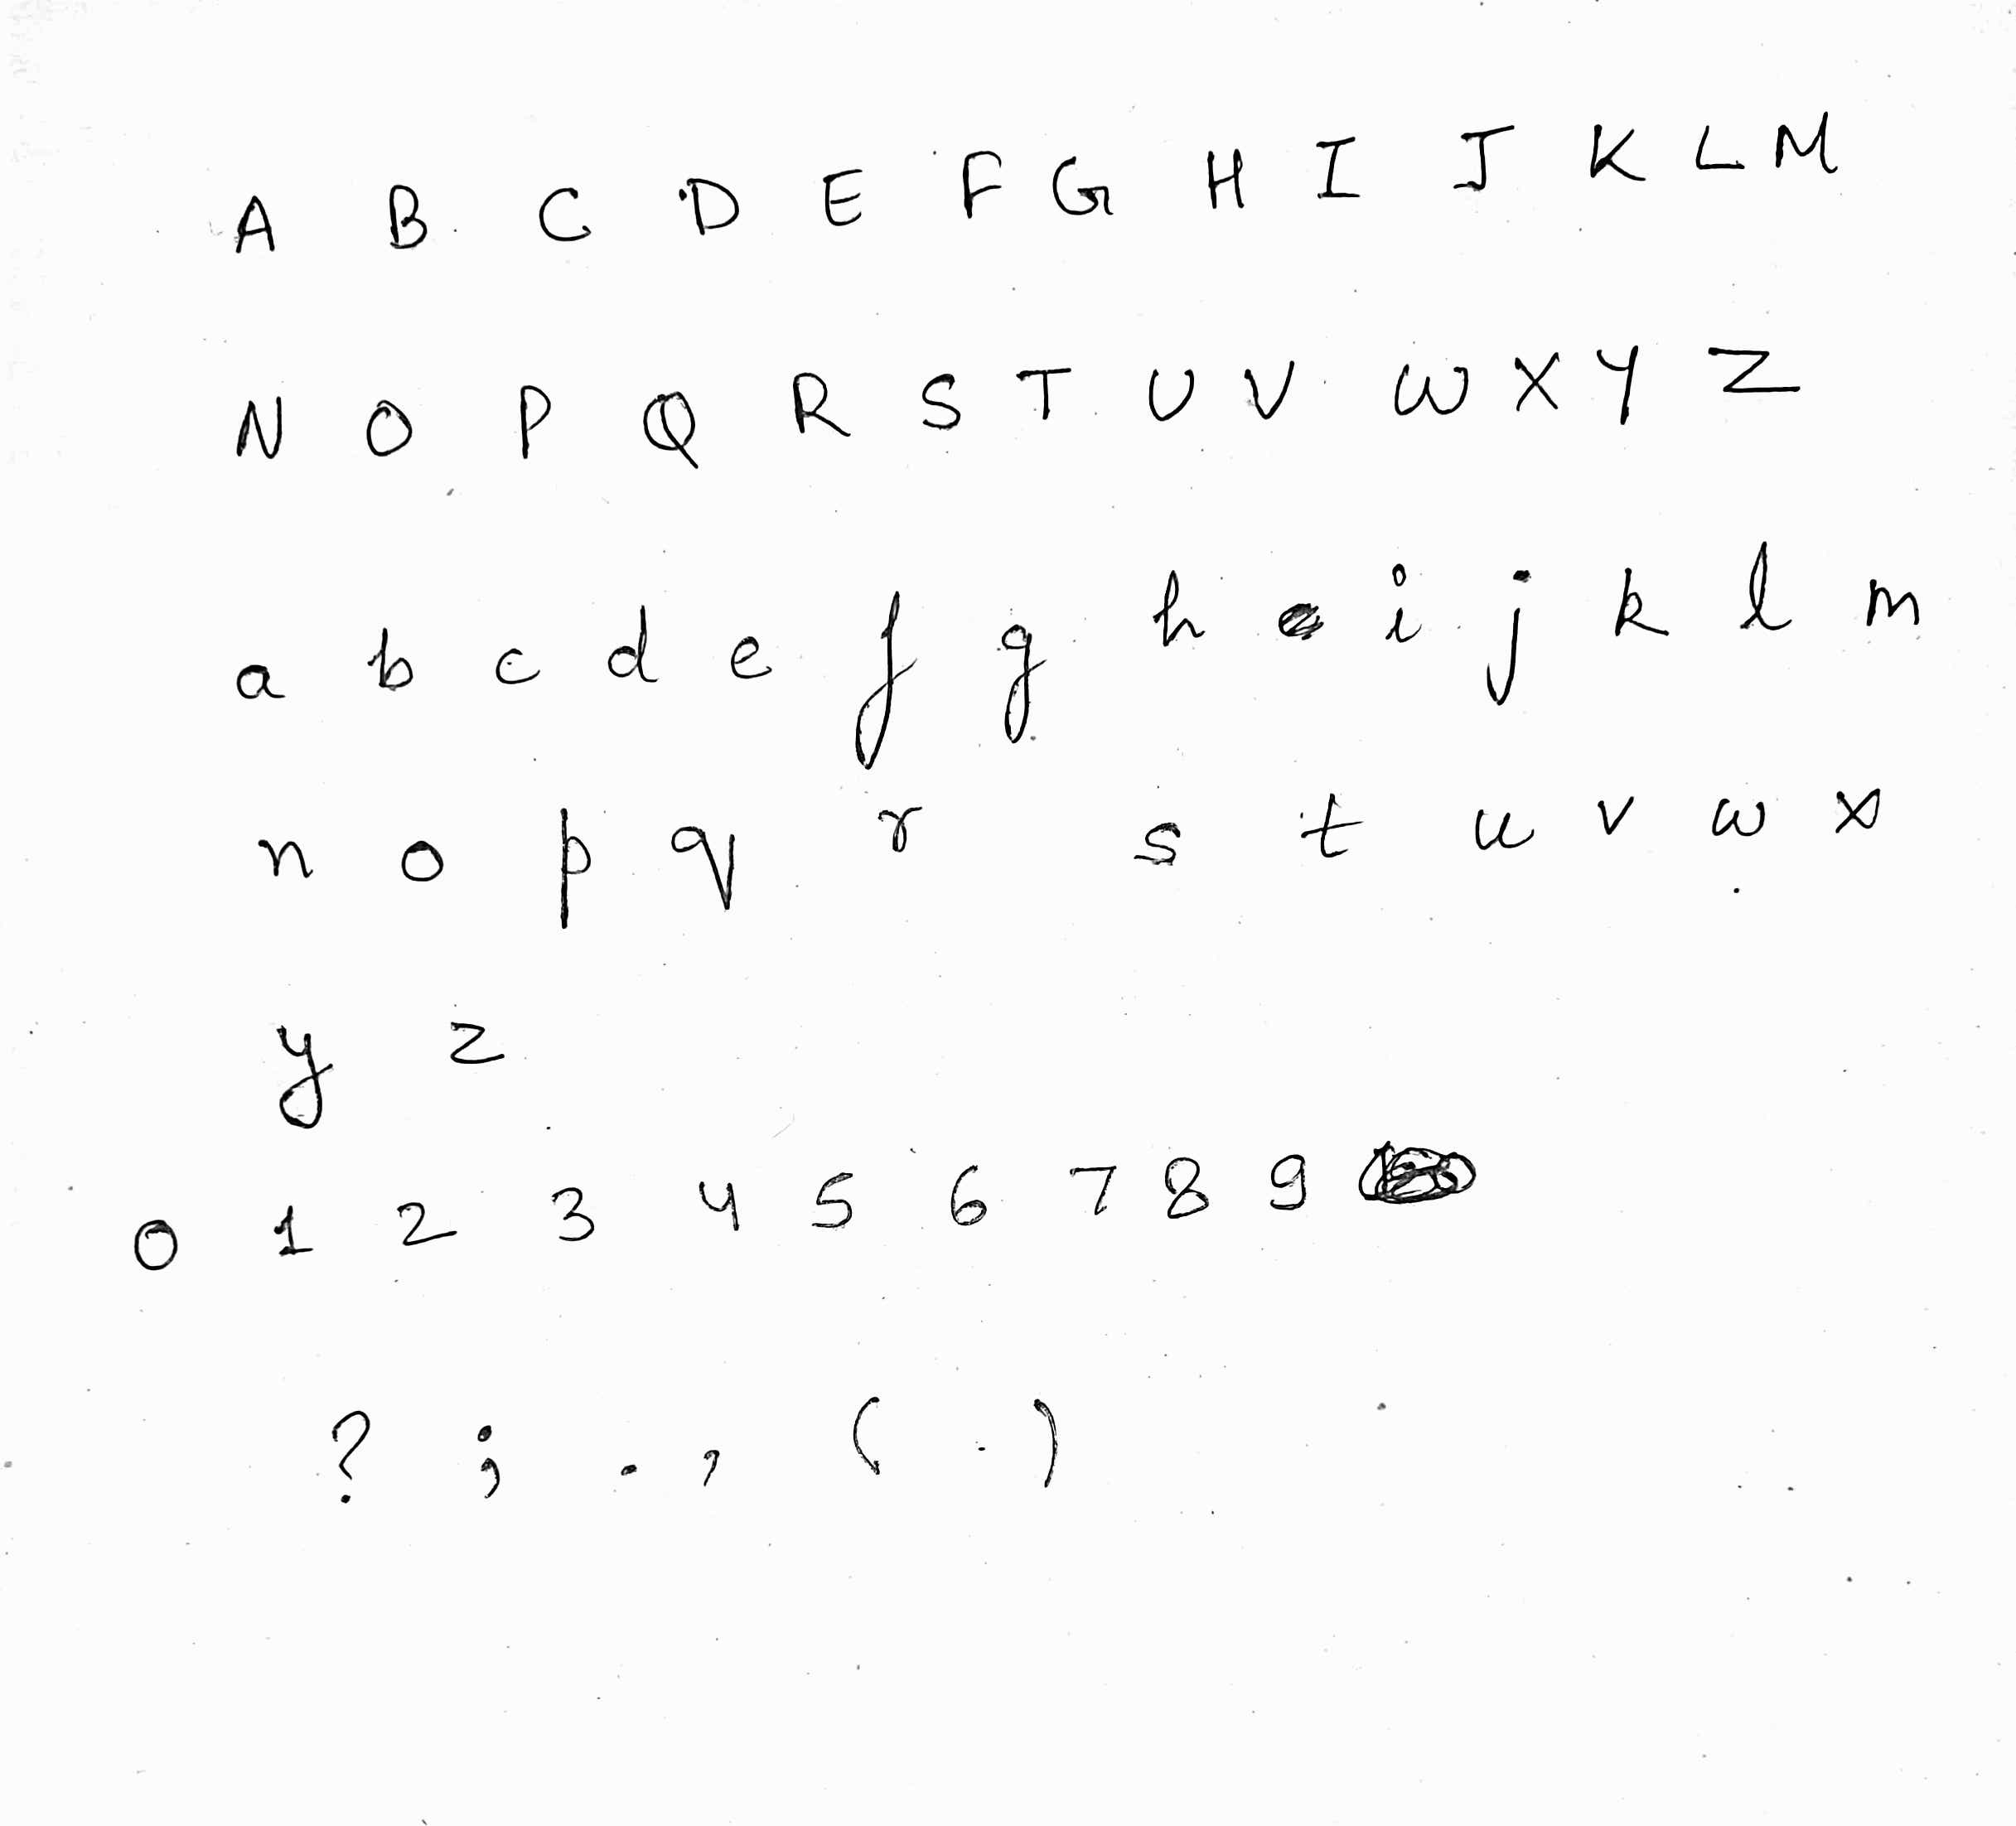 A B C D E F G H I J K L M
N O P Q R S T U V W X Y Z
a b c d e f g h i j k l m
n o p q r s t u v w x
y z
0 1 2 3 4 5 6 7 8 9
? ; . , ( )